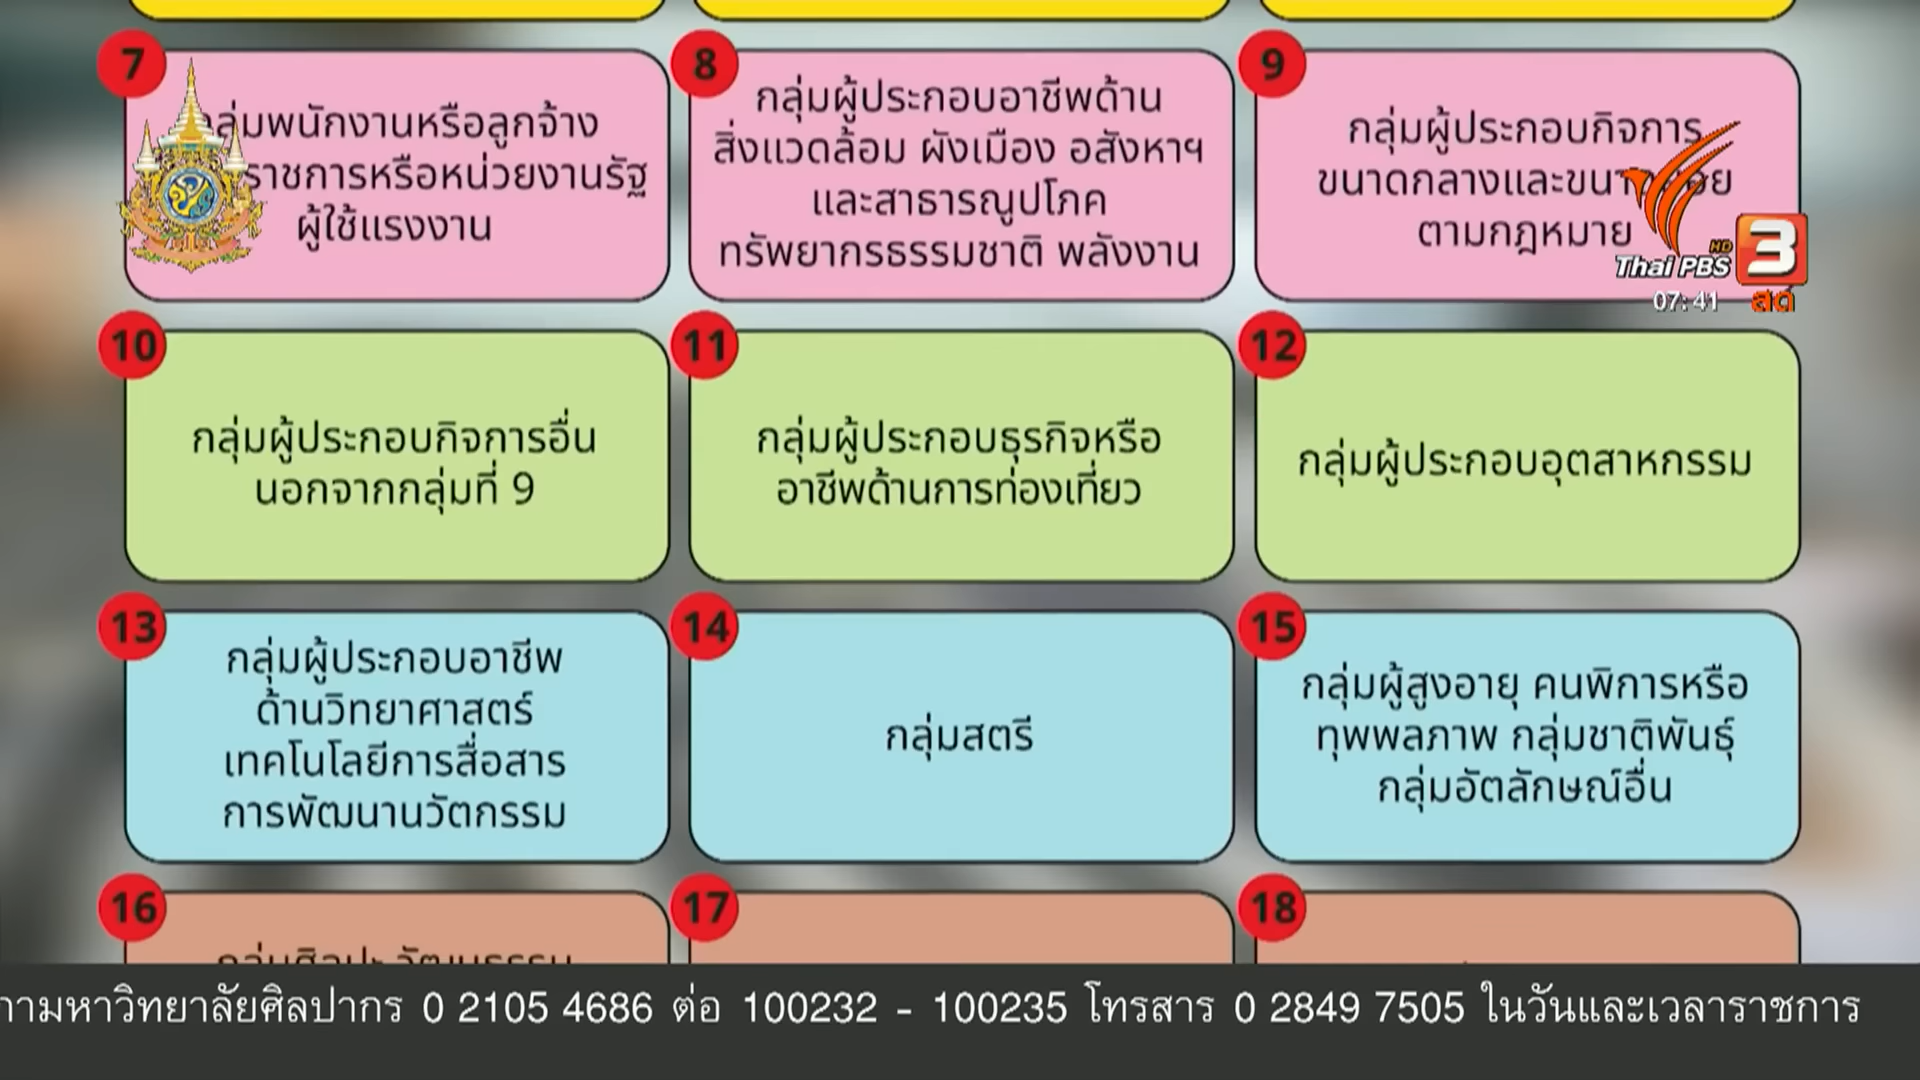 7
ลุ่มพนักงานหรือลูกจ้าง
ราชการหรือหน่วยงานรัฐ
ผู้ใช้แรงงาน
8
กลุ่มผู้ประกอบอาชีพด้าน
สิ่งแวดล้อม ผังเมือง อสังหาฯ
และสาธารณูปโภค
ทรัพยากรธรรมชาติ พลังงาน
9
กลุ่มผู้ประกอบกิจการ
ขนาดกลางและขนาดย่อย
ตามกฎหมาย
HD
Thai PBS
3
07:41
สด
10
กลุ่มผู้ประกอบกิจการอื่น
นอกจากกลุ่มที่ 9
11
กลุ่มผู้ประกอบธุรกิจหรือ
อาชีพด้านการท่องเที่ยว
12
กลุ่มผู้ประกอบอุตสาหกรรม
13
กลุ่มผู้ประกอบอาชีพ
ด้านวิทยาศาสตร์
เทคโนโลยีการสื่อสาร
การพัฒนานวัตกรรม
14
กลุ่มสตรี
15
กลุ่มผู้สูงอายุ คนพิการหรือ
ทุพพลภาพ กลุ่มชาติพันธุ์
กลุ่มอัตลักษณ์อื่น
16
กลุ่มศิลปะ วัฒนธรรม
17
18
มหาวิทยาลัยศิลปากร 0 2105 4686 ต่อ 100232 - 100235 โทรสาร 0 2849 7505 ในวันและเวลาราชการ